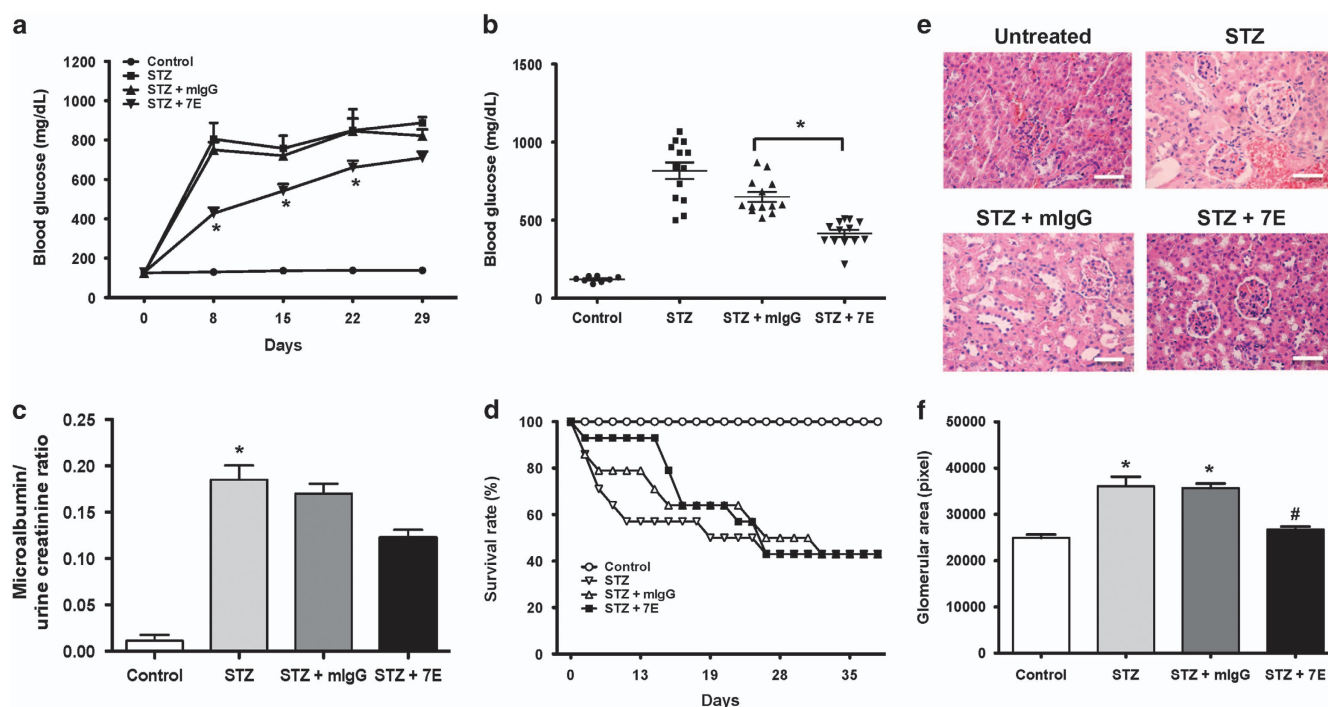 a
1200
1000
800
600
400
200
0
Blood glucose (mg/dL)
Control
STZ
STZ + mIgG
STZ + 7E
*
*
*
0 8 15 22 29
Days
b
1500
1000
500
0
Blood glucose (mg/dL)
*
Control STZ STZ + mIgG STZ + 7E
e
Untreated STZ
STZ + mIgG STZ + 7E
c
0.25
0.20
0.15
0.10
0.05
0.00
Microalbumin/
urine creatinine ratio
*
Control STZ STZ + mIgG STZ + 7E
d
100
80
60
40
20
0
Survival rate (%)
Control
STZ
STZ + mIgG
STZ + 7E
0 13 19 28 35
Days
f
50000
40000
30000
20000
10000
0
Glomerular area (pixel)
* *
#
Control STZ STZ + mIgG STZ + 7E